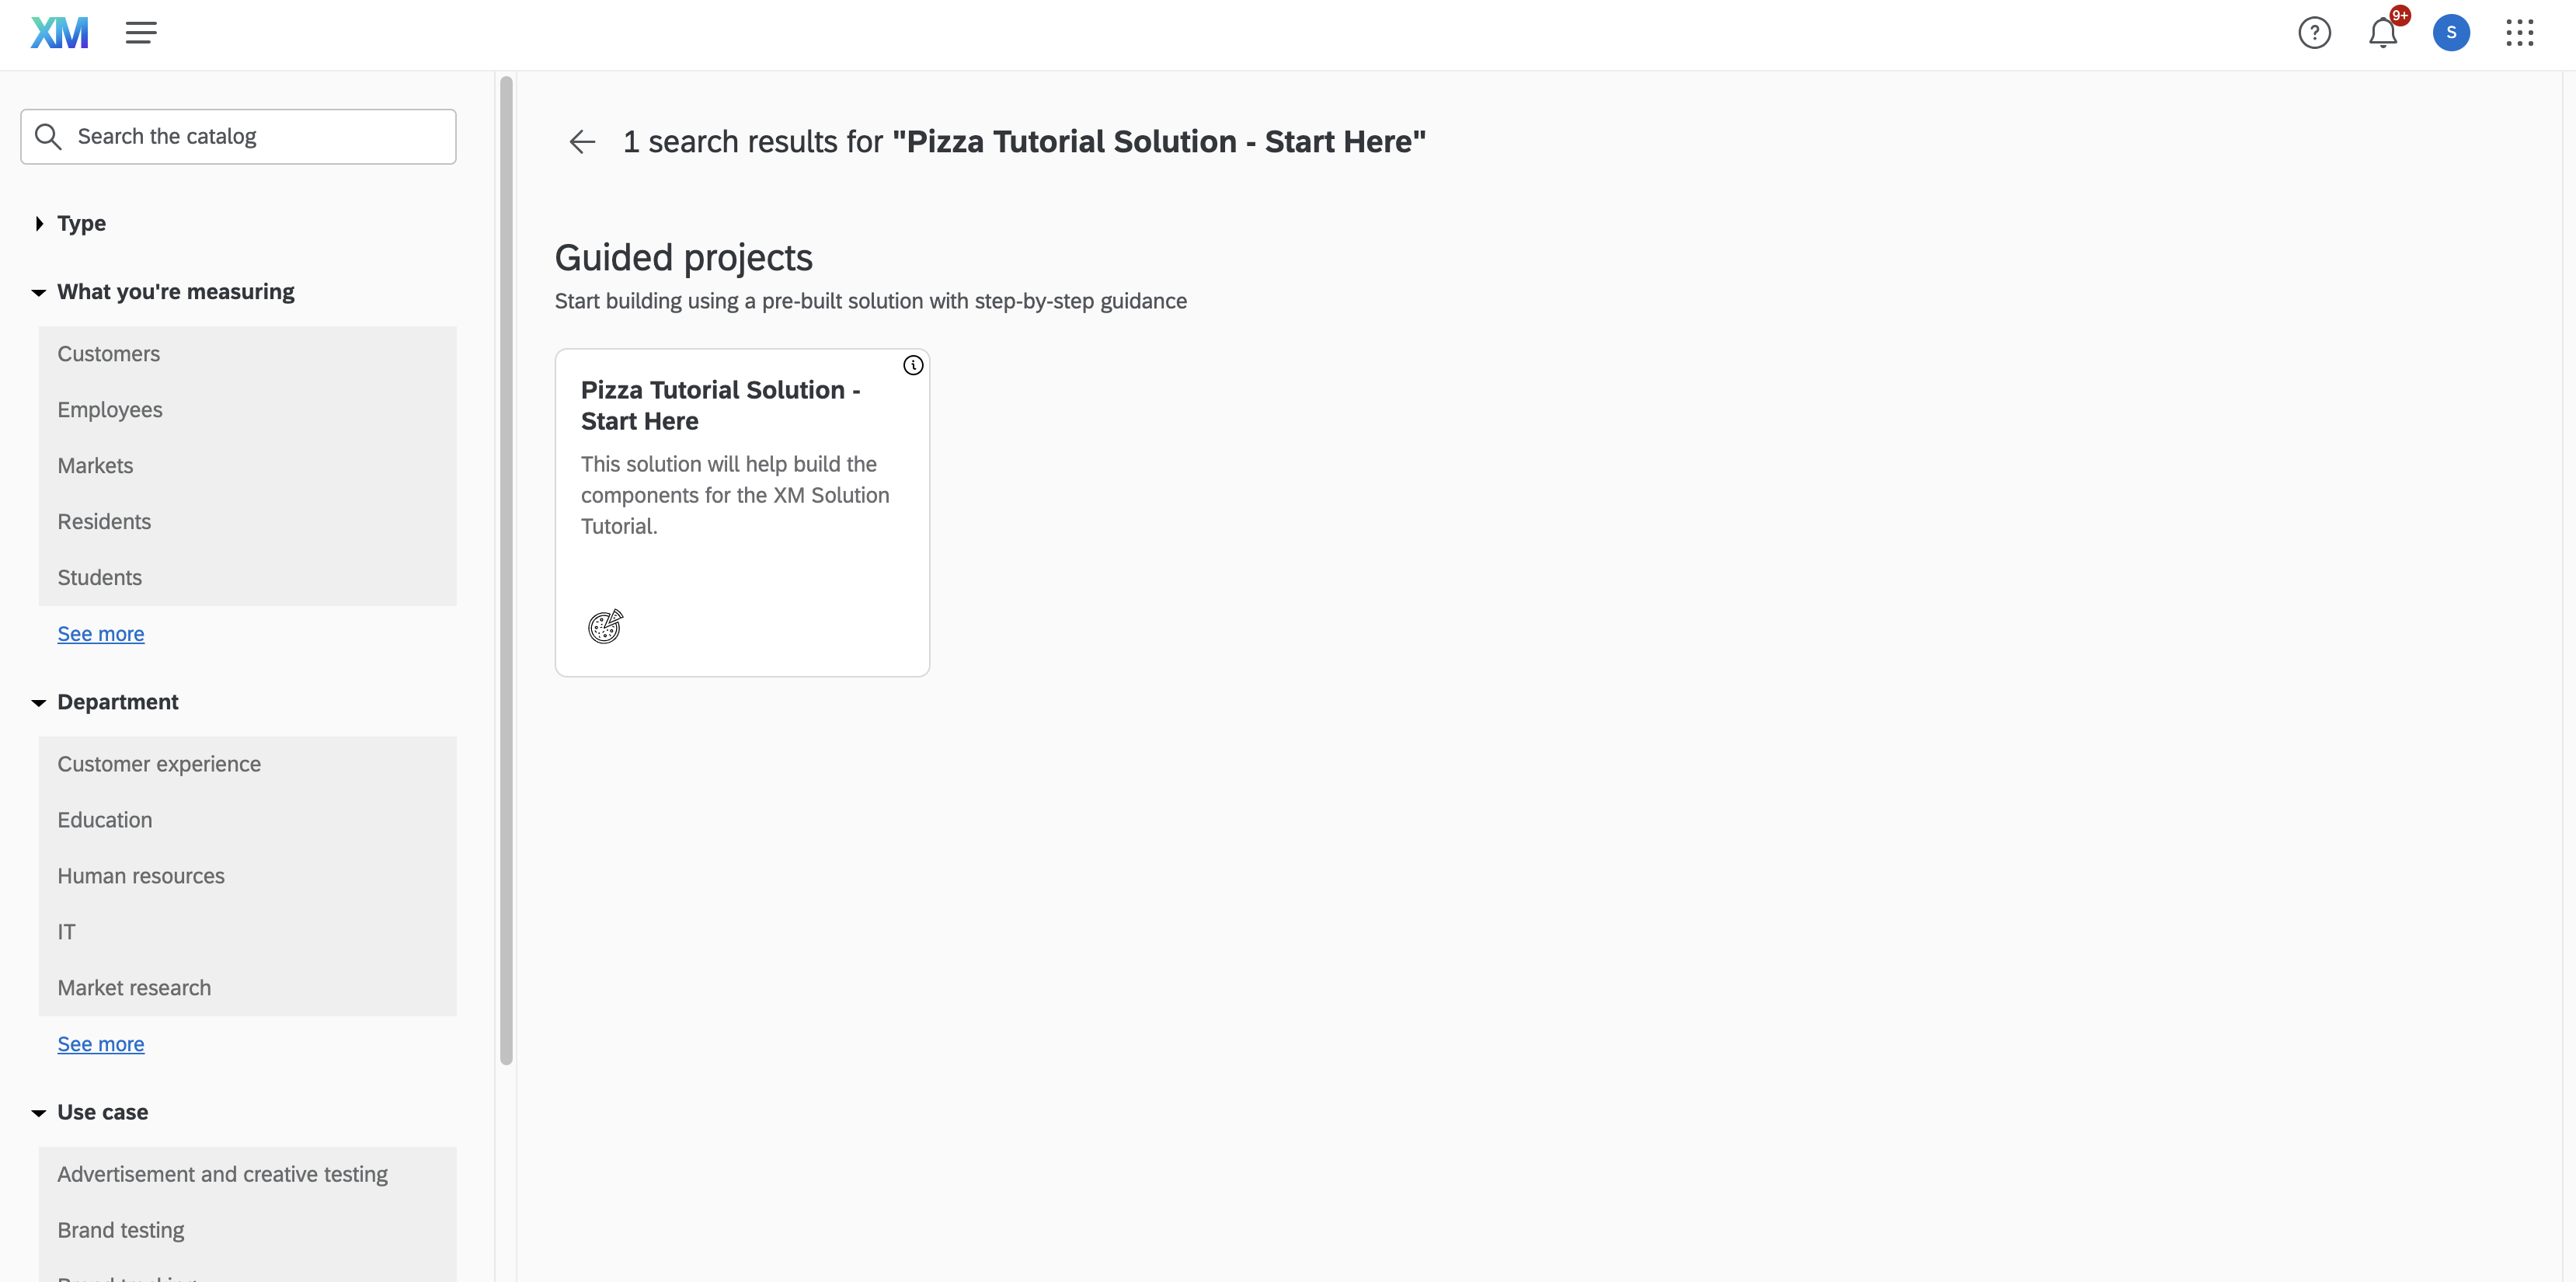 XM
9+
S
Search the catalog
Type
What you're measuring
Customers
Employees
Markets
Residents
Students
See more
Department
Customer experience
Education
Human resources
IT
Market research
See more
Use case
Advertisement and creative testing
Brand testing
1 search results for "Pizza Tutorial Solution - Start Here"
Guided projects
Start building using a pre-built solution with step-by-step guidance
Pizza Tutorial Solution -
Start Here
This solution will help build the
components for the XM Solution
Tutorial.